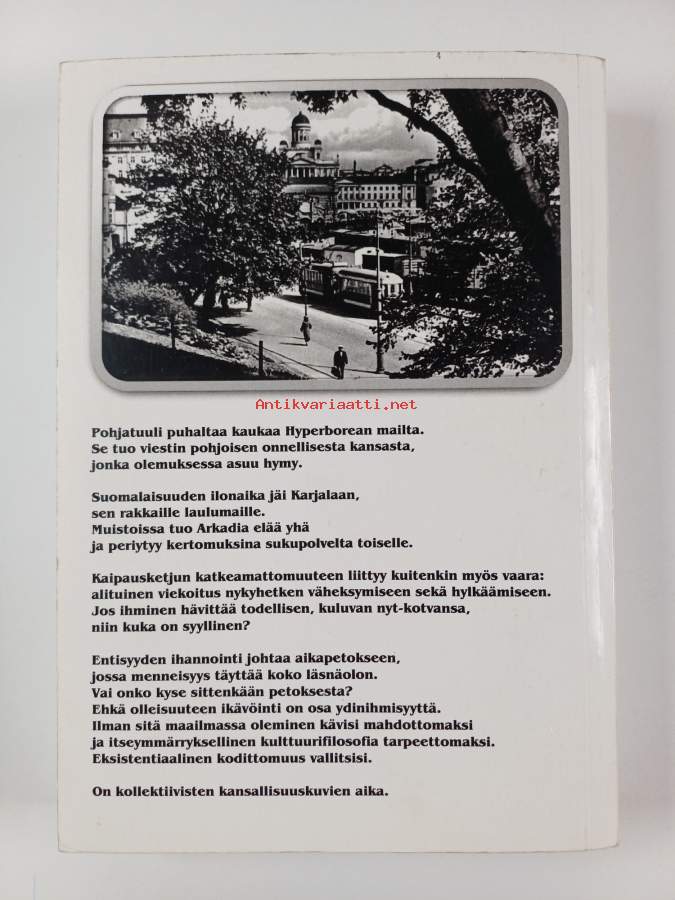 Antikvariaatti.net
Pohjatuuli puhaltaa kaukaa Hyperborean mailta.
Se tuo viestin pohjoisen onnellisesta kansasta,
jonka olemuksessa asuu hymy.
Suomalaisuuden ilonaika jäi Karjalaan,
sen rakkaille laulumaille.
Muistoissa tuo Arkadia elää yhä
ja periytyy kertomuksina sukupolvelta toiselle.
Kaipausketjun katkeamattomuuteen liittyy kuitenkin myös vaara:
alituinen viekoitus nykyhetken väheksymiseen sekä hylkäämiseen.
Jos ihminen hävittää todellisen, kuluvan nyt-kotvansa,
niin kuka on syyllinen?
Entisyyden ihannointi johtaa aikapetokseen,
jossa menneisyys täyttää koko läsnäolon.
Vai onko kyse sittenkään petoksesta?
Ehkä olleisuuteen ikävöinti on osa ydinihmisyyttä.
Ilman sitä maailmassa oleminen kävisi mahdottomaksi
ja itseymmärryksellinen kulttuurifilosofia tarpeettomaksi.
Eksistentiaalinen kodittomuus vallitsisi.
On kollektiivisten kansallisuuskuvien aika.